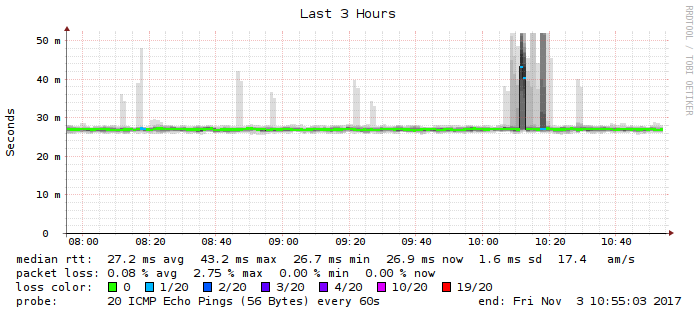 Last 3 Hours
RRDTOOL / TOBI OETIKER
Seconds
50 m
40 m
30 m
20 m
10 m
0
08:00 08:20 08:40 09:00 09:20 09:40 10:00 10:20 10:40
median rtt: 27.2 ms avg 43.2 ms max 26.7 ms min 26.9 ms now 1.6 ms sd 17.4 am/s
packet loss: 0.08 % avg 2.75 % max 0.00 % min 0.00 % now
loss color: 0 1/20 2/20 3/20 4/20 10/20 19/20
probe: 20 ICMP Echo Pings (56 Bytes) every 60s end: Fri Nov 3 10:55:03 2017